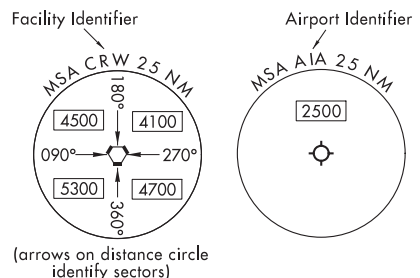 Facility Identifier
Airport Identifier
MSA CRW 25 NM
MSA AIA 25 NM
180°
4500
4100
2500
090°
270°
5300
4700
360°
(arrows on distance circle
identify sectors)